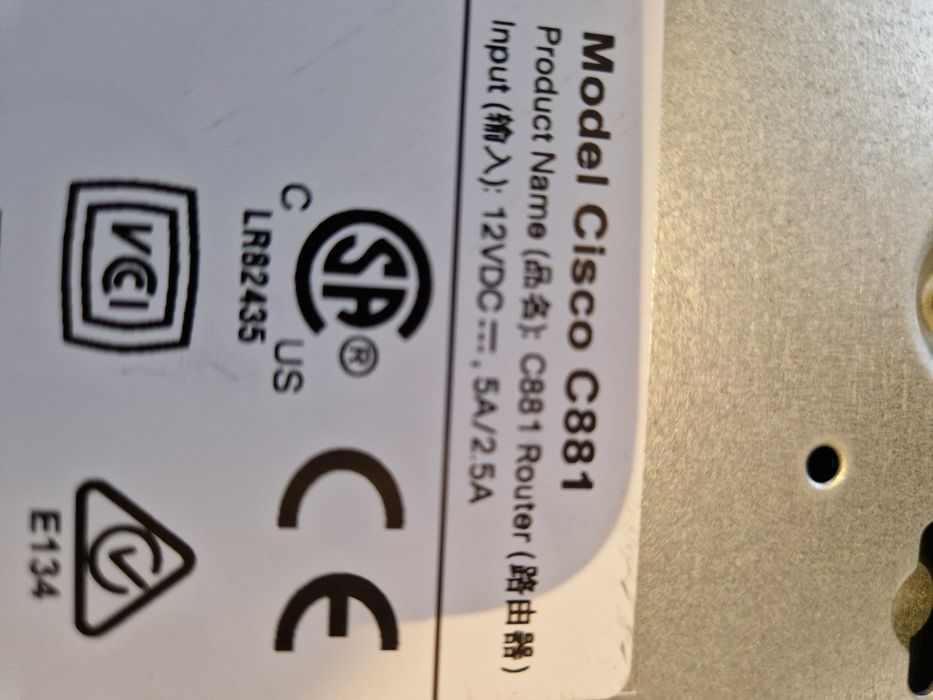 Model Cisco C881
Product Name (品名): C881 Router (路由器)
Input (输入): 12VDC⎓, 5A/2.5A
SA®
C US
LR82435
CE
VCI
E134